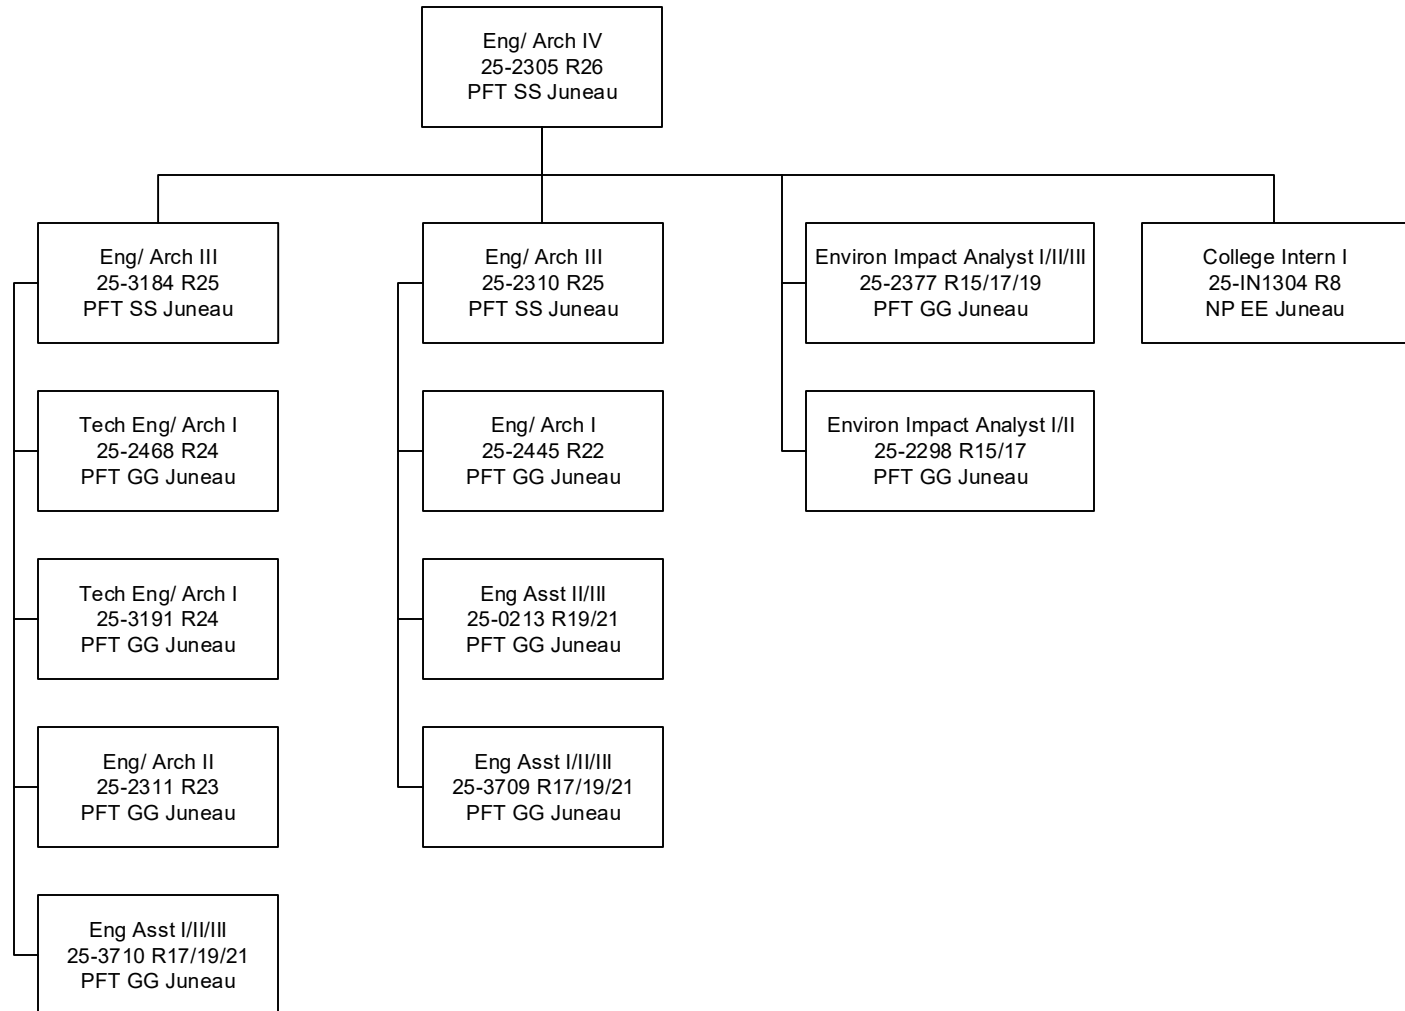 Eng/ Arch IV
25-2305 R26
PFT SS Juneau
Eng/ Arch III
25-3184 R25
PFT SS Juneau
Tech Eng/ Arch I
25-2468 R24
PFT GG Juneau
Tech Eng/ Arch I
25-3191 R24
PFT GG Juneau
Eng/ Arch II
25-2311 R23
PFT GG Juneau
Eng Asst I/II/III
25-3710 R17/19/21
PFT GG Juneau
Eng/ Arch III
25-2310 R25
PFT SS Juneau
Eng/ Arch I
25-2445 R22
PFT GG Juneau
Eng Asst II/III
25-0213 R19/21
PFT GG Juneau
Eng Asst I/II/III
25-3709 R17/19/21
PFT GG Juneau
Environ Impact Analyst I/II/III
25-2377 R15/17/19
PFT GG Juneau
Environ Impact Analyst I/II
25-2298 R15/17
PFT GG Juneau
College Intern I
25-IN1304 R8
NP EE Juneau